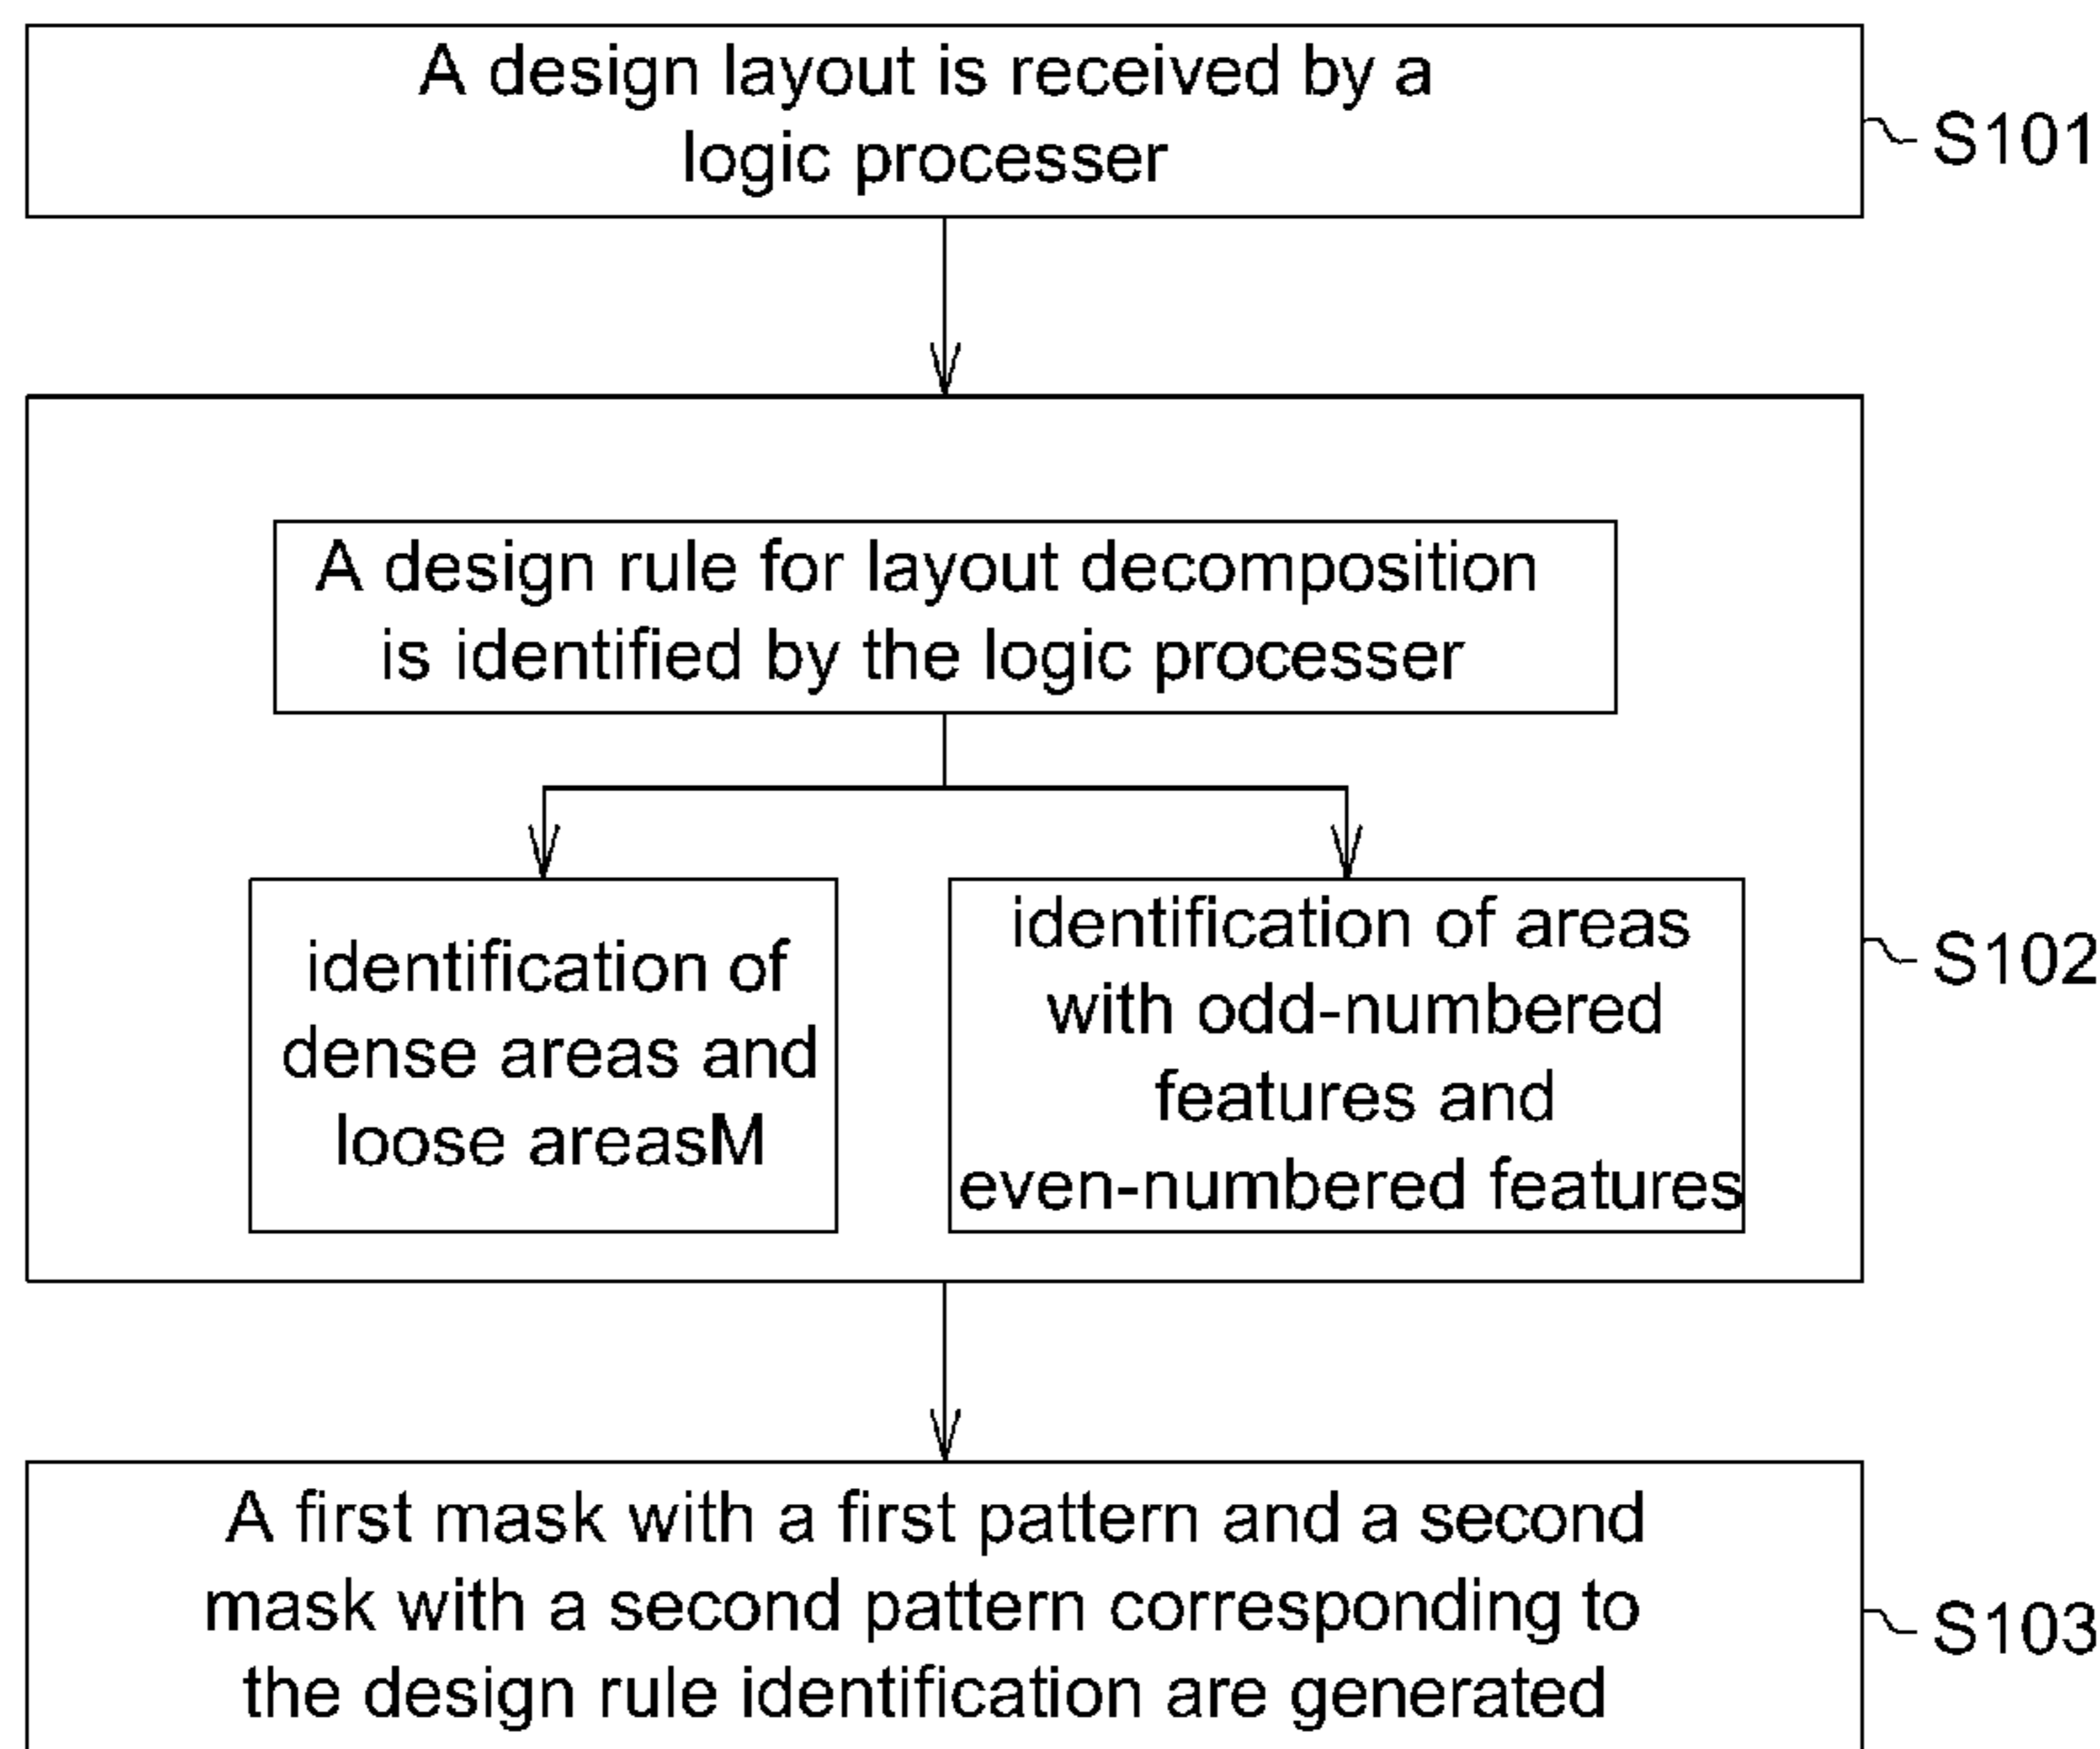 A design layout is received by a
logic processer
S101
A design rule for layout decomposition
is identified by the logic processer
identification of
dense areas and
loose areasM
identification of areas
with odd-numbered
features and
even-numbered features
S102
A first mask with a first pattern and a second
mask with a second pattern corresponding to
the design rule identification are generated
S103